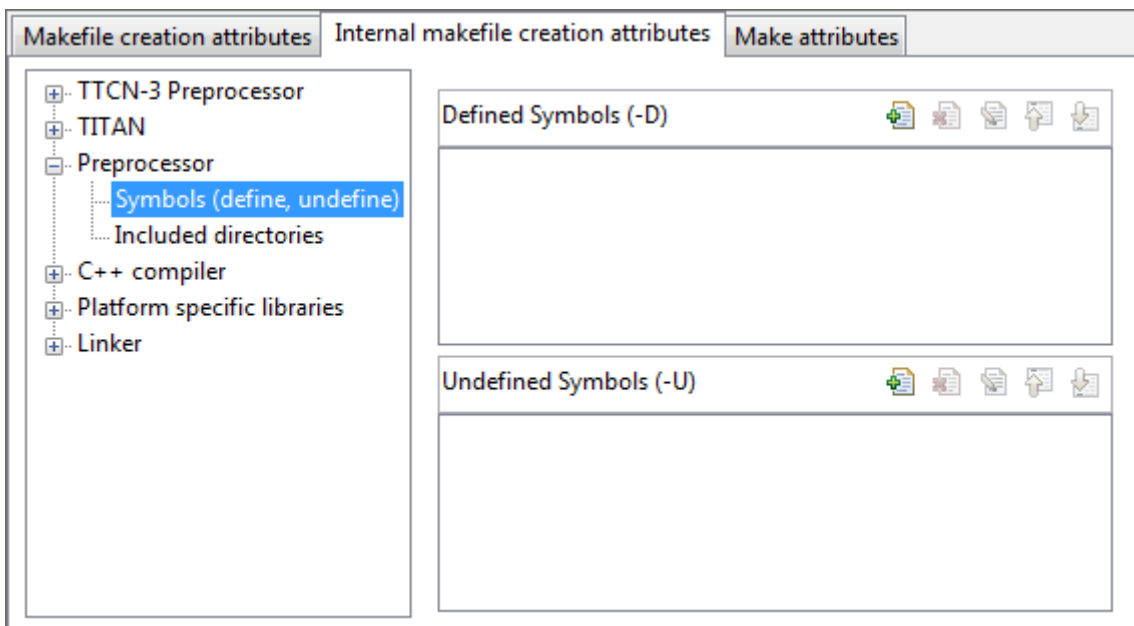 Makefile creation attributes
Internal makefile creation attributes
Make attributes
TTCN-3 Preprocessor
TITAN
Preprocessor
Symbols (define, undefine)
Included directories
C++ compiler
Platform specific libraries
Linker
Defined Symbols (-D)
Undefined Symbols (-U)